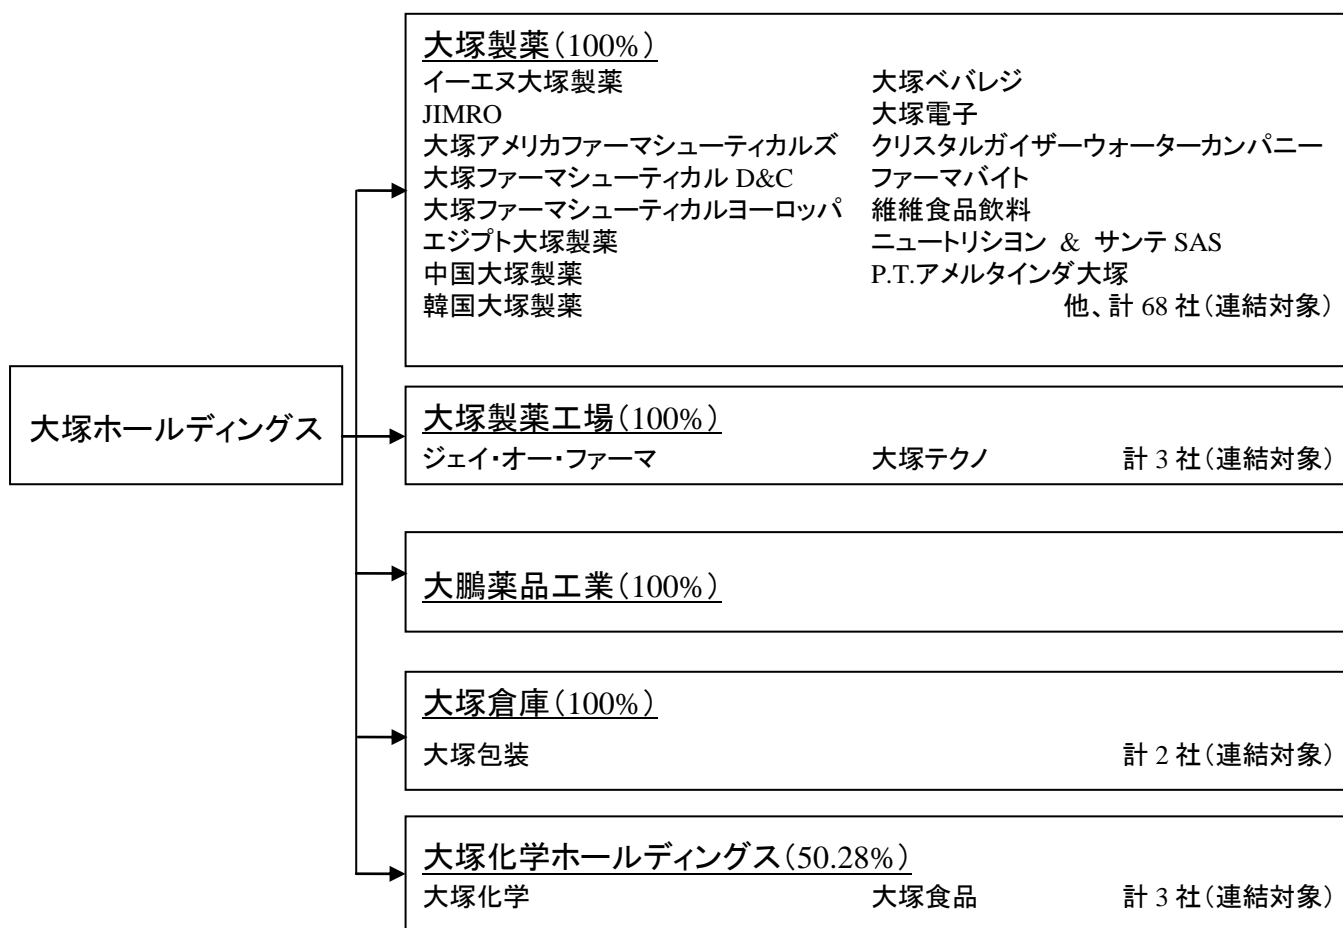 大塚製薬（100%）
イーエヌ大塚製薬 大塚ベバレジ
JIMRO 大塚電子
大塚アメリカファーマシューティカルズ クリスタルガイザーウォーターカンパニー
大塚ファーマシューティカル D&C ファーマバイト
大塚ファーマシューティカルヨーロッパ 維維食品飲料
エジプト大塚製薬 ニュートリシヨン & サンテ SAS
中国大塚製薬 P.T.アメルタインダ大塚
韓国大塚製薬 他、計 68 社（連結対象）
大塚ホールディングス
大塚製薬工場（100%）
ジェイ・オー・ファーマ 大塚テクノ 計 3 社（連結対象）
大鵬薬品工業（100%）
大塚倉庫（100%）
大塚包装 計 2 社（連結対象）
大塚化学ホールディングス（50.28%）
大塚化学 大塚食品 計 3 社（連結対象）